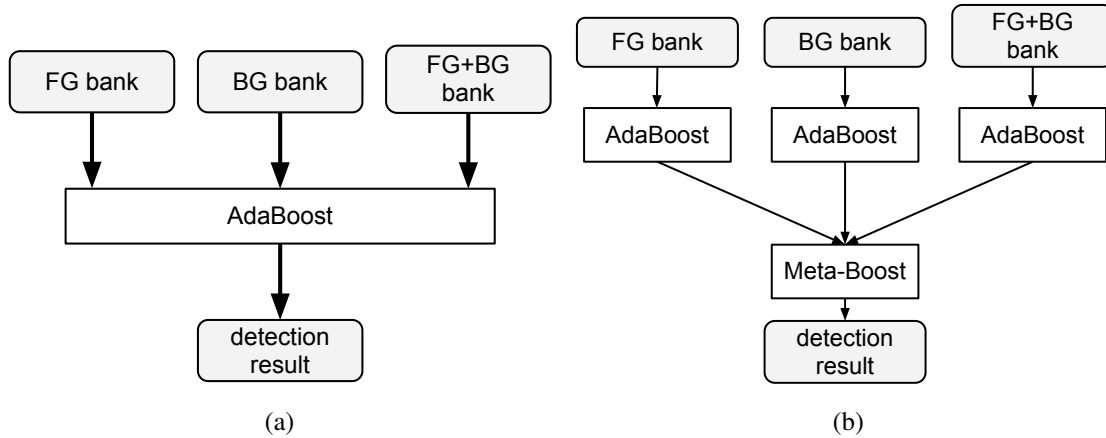 FG bank
BG bank
FG+BG
bank
AdaBoost
detection
result
(a)
FG bank
BG bank
FG+BG
bank
AdaBoost
AdaBoost
AdaBoost
Meta-Boost
detection
result
(b)